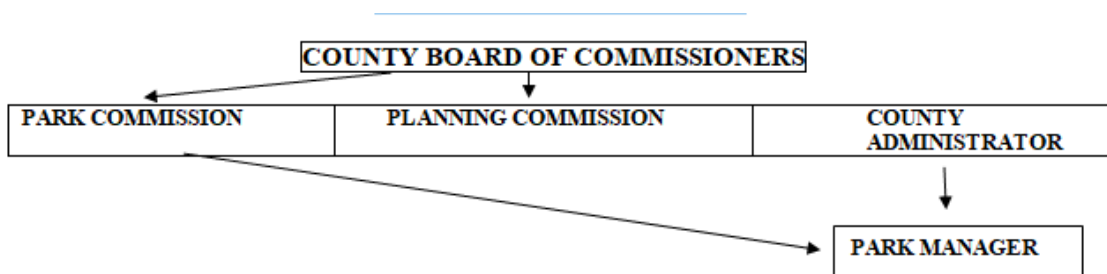 COUNTY BOARD OF COMMISSIONERS
PARK COMMISSION
PLANNING COMMISSION
COUNTY
ADMINISTRATOR
PARK MANAGER